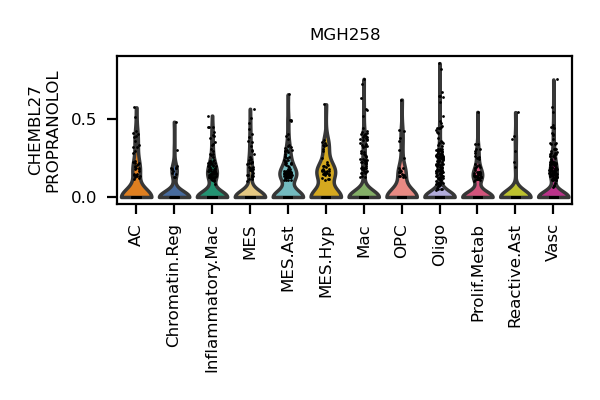 MGH258
CHEMBL27
PROPRANOLOL
0.5
0.0
AC
Chromatin.Reg
Inflammatory.Mac
MES
MES.Ast
MES.Hyp
Mac
OPC
Oligo
Prolif.Metab
Reactive.Ast
Vasc